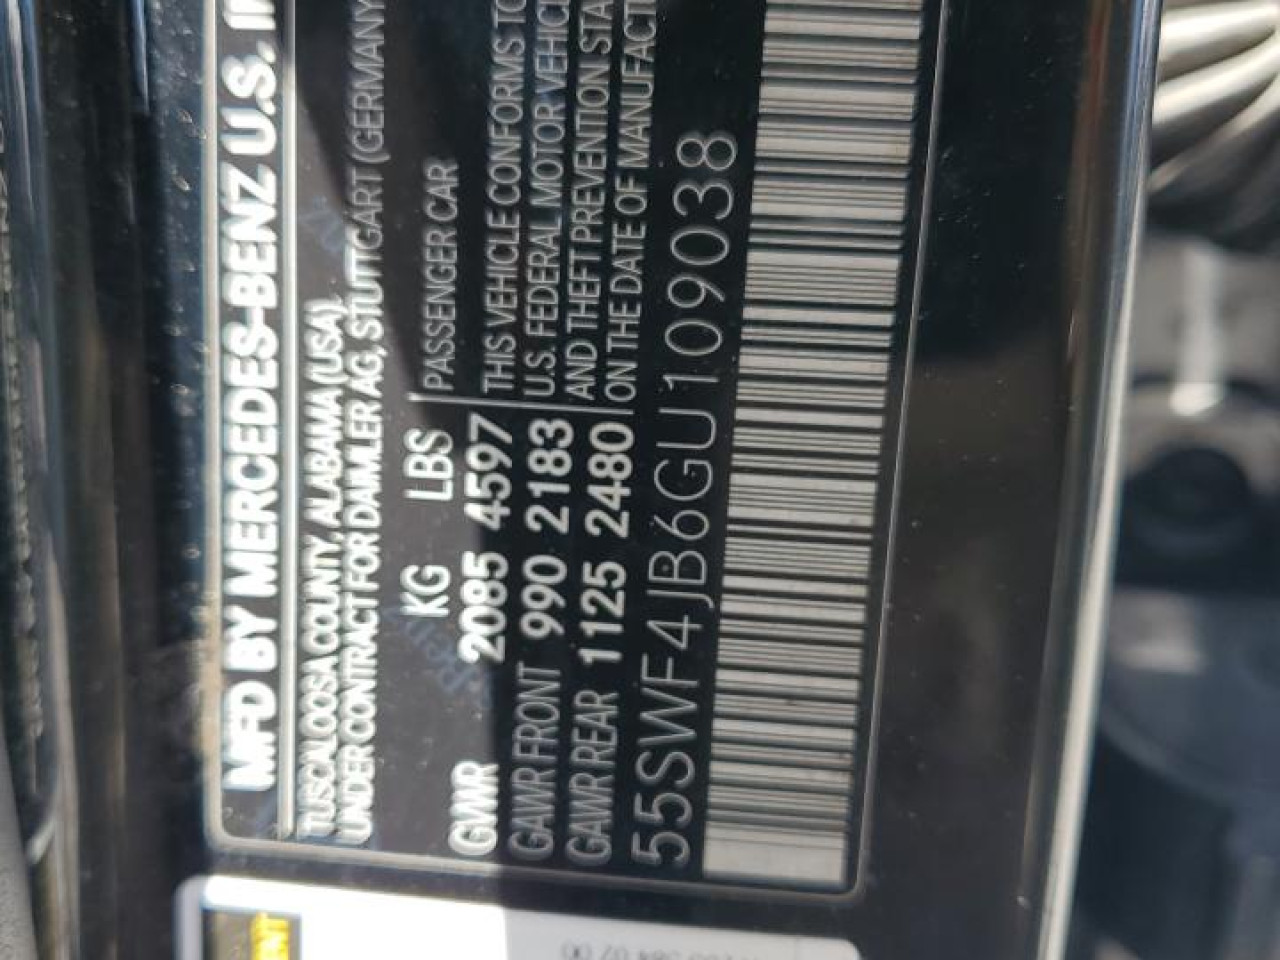 MFD BY MERCEDES-BENZ U.S.
TUSCALOOSA COUNTY, ALABAMA (USA)
UNDER CONTRACT FOR DAIMLER AG, STUTTGART (GERMANY
KG LBS PASSENGER CAR
GVWR 2085 4597 THIS VEHICLE CONFORMS TO
GAWR FRONT 990 2183 U.S. FEDERAL MOTOR VEHICL
GAWR REAR 1125 2480 AND THEFT PREVENTION STA
ON THE DATE OF MANUFACT
55SWF4JB6GU109038